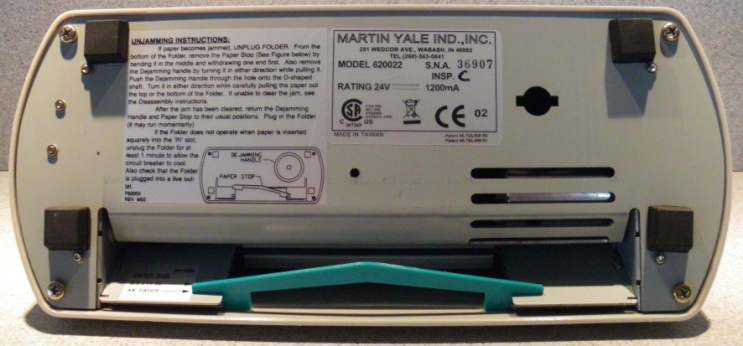 UNJAMMING INSTRUCTIONS:
If paper becomes jammed, UNPLUG FOLDER. From the
bottom of the Folder, remove the Paper Stop (See Figure below) by
bending it in the middle and withdrawing one end first. Also remove
the Dejamming Handle by turning it in either direction while pulling it.
Push the Dejamming Handle through the hole onto the D-shaped
shaft. Turn it in either direction while carefully pulling the paper out
the top or the bottom of the Folder. If unable to clear the jam, see
the Disassembly instructions.
After the jam has been cleared, return the Dejamming
Handle and Paper Stop to their usual positions. Plug in the Folder
(it may run momentarily)
If the Folder does not operate when paper is inserted
squarely into the 'IN' slot,
unplug the Folder for at
least 1 minute to allow the
circuit breaker to cool.
Also check that the Folder
is plugged into a live out-
let.
REV 9/02
DEJAMMING
HANDLE
PAPER STOP
MARTIN YALE IND.,INC.
251 WEDCOR AVE., WABASH, IN 46992
TEL.(260)-563-0641
MODEL 620022 S.N.A. 36907
INSP. C
RATING 24V 1200mA
C US
CE 02
MADE IN TAIWAN
A4 PAPER